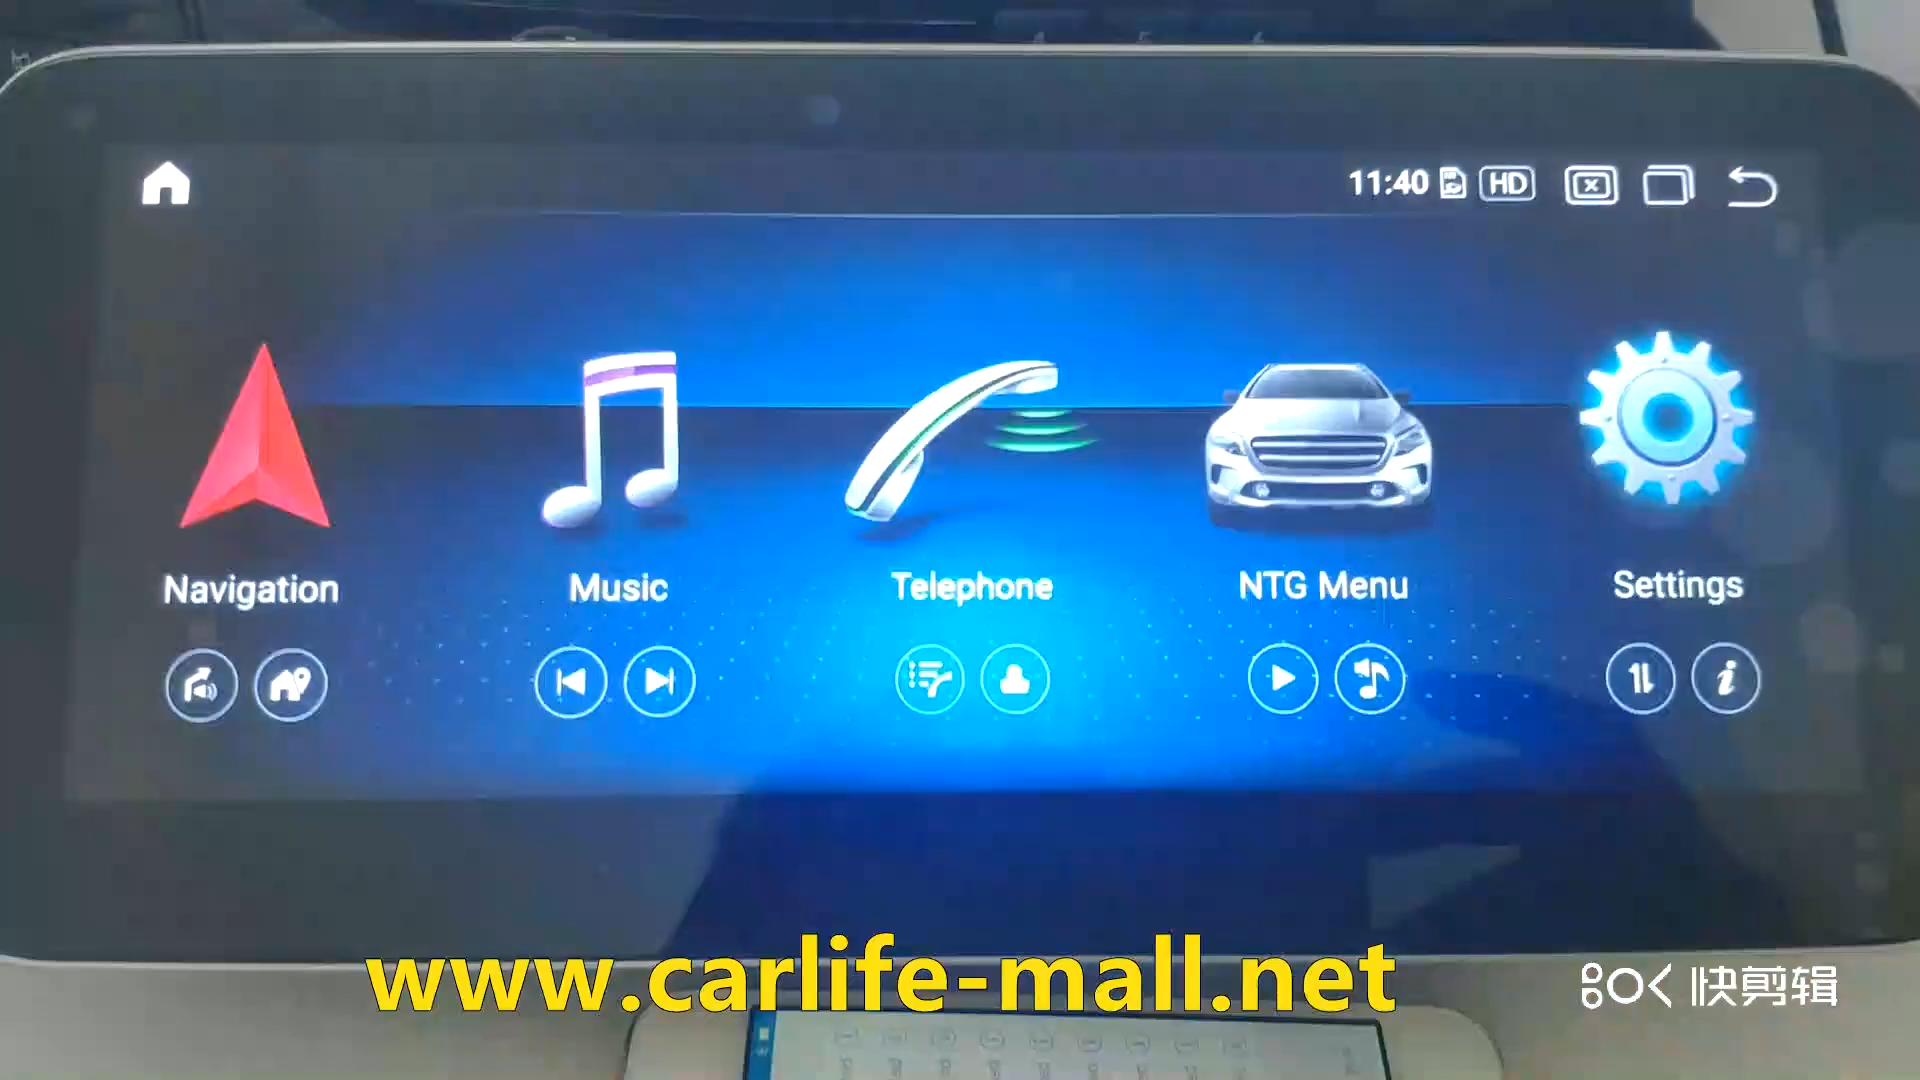 11:40 HD
Navigation Music Telephone NTG Menu Settings
www.carlife-mall.net
快剪辑